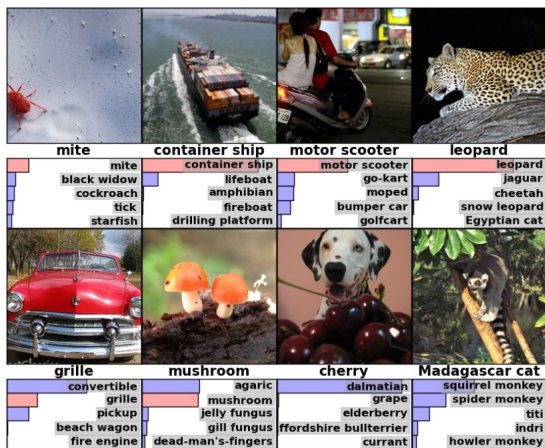 mite
container ship
motor scooter
leopard
mite
black widow
cockroach
tick
starfish
container ship
lifeboat
amphibian
fireboat
drilling platform
motor scooter
go-kart
moped
bumper car
golfcart
leopard
jaguar
cheetah
snow leopard
Egyptian cat
grille
mushroom
cherry
Madagascar cat
convertible
grille
pickup
beach wagon
fire engine
agaric
mushroom
jelly fungus
gill fungus
dead-man's-fingers
dalmatian
grape
elderberry
ffordshire bullterrier
currant
squirrel monkey
spider monkey
titi
indri
howler monkey